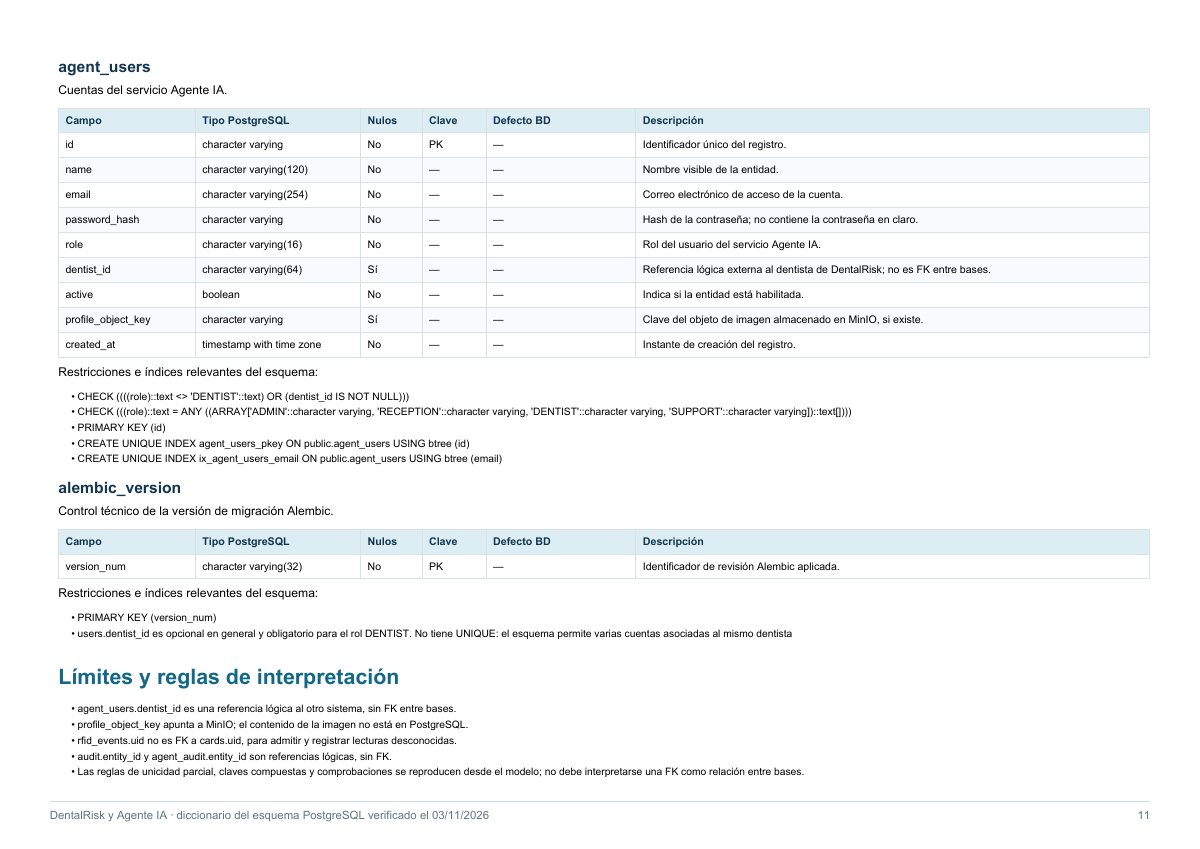 agent_users
Cuentas del servicio Agente IA.
Campo Tipo PostgreSQL Nulos Clave Defecto BD Descripción
id character varying No PK — Identificador único del registro.
name character varying(120) No — — Nombre visible de la entidad.
email character varying(254) No — — Correo electrónico de acceso de la cuenta.
password_hash character varying No — — Hash de la contraseña; no contiene la contraseña en claro.
role character varying(16) No — — Rol del usuario del servicio Agente IA.
dentist_id character varying(64) Sí — — Referencia lógica externa al dentista de DentalRisk; no es FK entre bases.
active boolean No — — Indica si la entidad está habilitada.
profile_object_key character varying Sí — — Clave del objeto de imagen almacenado en MinIO, si existe.
created_at timestamp with time zone No — — Instante de creación del registro.
Restricciones e índices relevantes del esquema:
• CHECK ((((role)::text <> 'DENTIST'::text) OR (dentist_id IS NOT NULL)))
• CHECK (((role)::text = ANY ((ARRAY['ADMIN'::character varying, 'RECEPTION'::character varying, 'DENTIST'::character varying, 'SUPPORT'::character varying])::text[])))
• PRIMARY KEY (id)
• CREATE UNIQUE INDEX agent_users_pkey ON public.agent_users USING btree (id)
• CREATE UNIQUE INDEX ix_agent_users_email ON public.agent_users USING btree (email)
alembic_version
Control técnico de la versión de migración Alembic.
Campo Tipo PostgreSQL Nulos Clave Defecto BD Descripción
version_num character varying(32) No PK — Identificador de revisión Alembic aplicada.
Restricciones e índices relevantes del esquema:
• PRIMARY KEY (version_num)
• users.dentist_id es opcional en general y obligatorio para el rol DENTIST. No tiene UNIQUE: el esquema permite varias cuentas asociadas al mismo dentista
Límites y reglas de interpretación
• agent_users.dentist_id es una referencia lógica al otro sistema, sin FK entre bases.
• profile_object_key apunta a MinIO; el contenido de la imagen no está en PostgreSQL.
• rfid_events.uid no es FK a cards.uid, para admitir y registrar lecturas desconocidas.
• audit.entity_id y agent_audit.entity_id son referencias lógicas, sin FK.
• Las reglas de unicidad parcial, claves compuestas y comprobaciones se reproducen desde el modelo; no debe interpretarse una FK como relación entre bases.
DentalRisk y Agente IA · diccionario del esquema PostgreSQL verificado el 03/11/2026 11